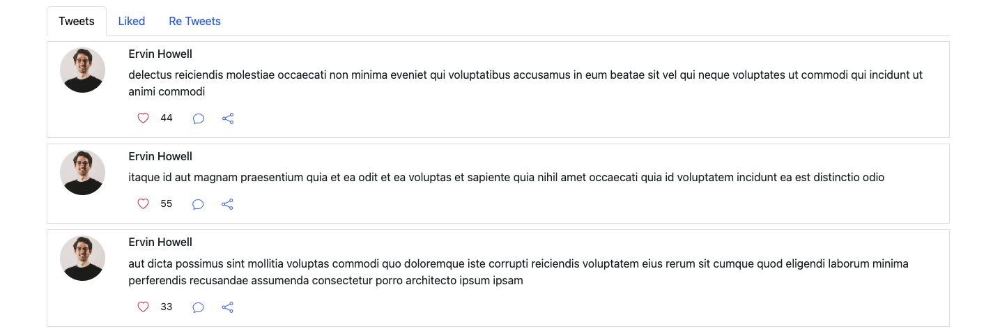 Tweets Liked Re Tweets
Ervin Howell
delectus reiciendis molestiae occaecati non minima eveniet qui voluptatibus accusamus in eum beatae sit vel qui neque voluptates ut commodi qui incidunt ut
animi commodi
44
Ervin Howell
itaque id aut magnam praesentium quia et ea odit et ea voluptas et sapiente quia nihil amet occaecati quia id voluptatem incidunt ea est distinctio odio
55
Ervin Howell
aut dicta possimus sint mollitia voluptas commodi quo doloremque iste corrupti reiciendis voluptatem eius rerum sit cumque quod eligendi laborum minima
perferendis recusandae assumenda consectetur porro architecto ipsum ipsam
33